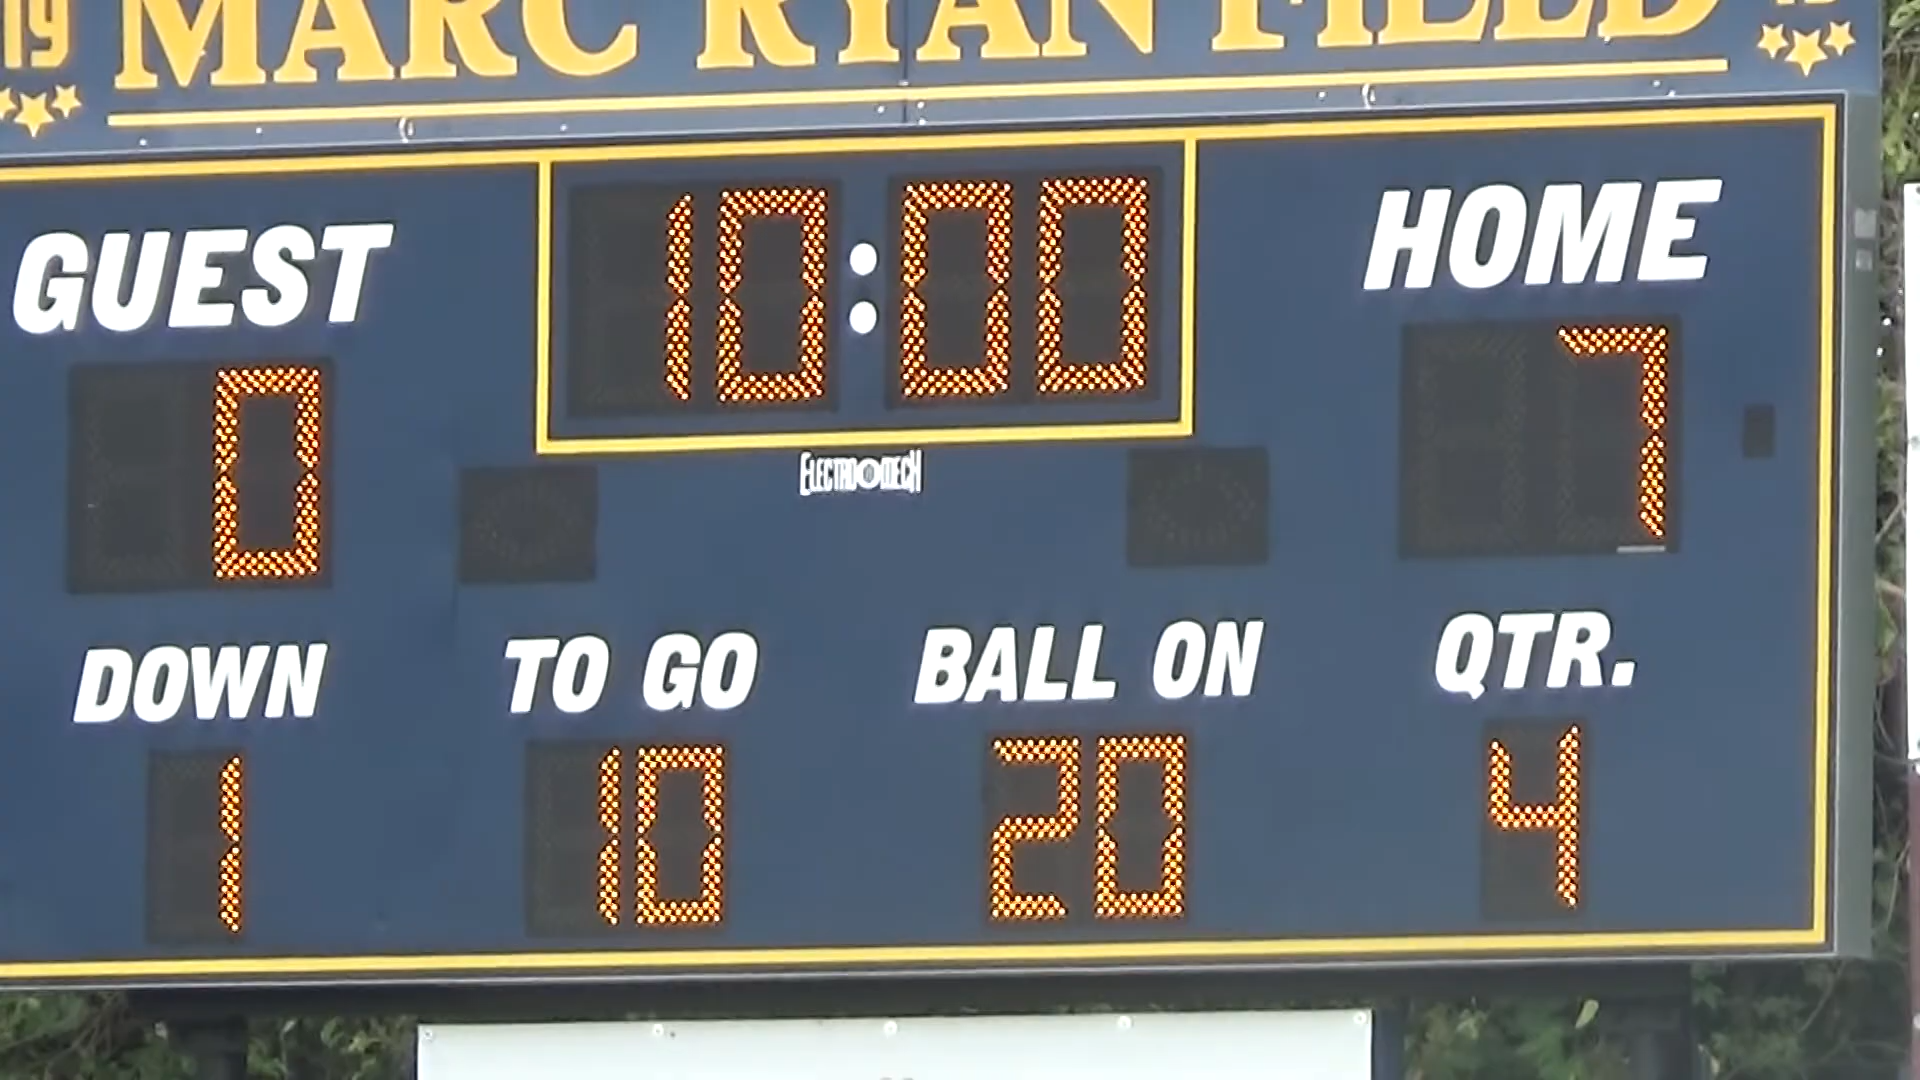 19 MARC RYAN FIELD
GUEST 10:00 HOME
0 7
ELECTRO-MECH
DOWN TO GO BALL ON QTR.
1 10 20 4